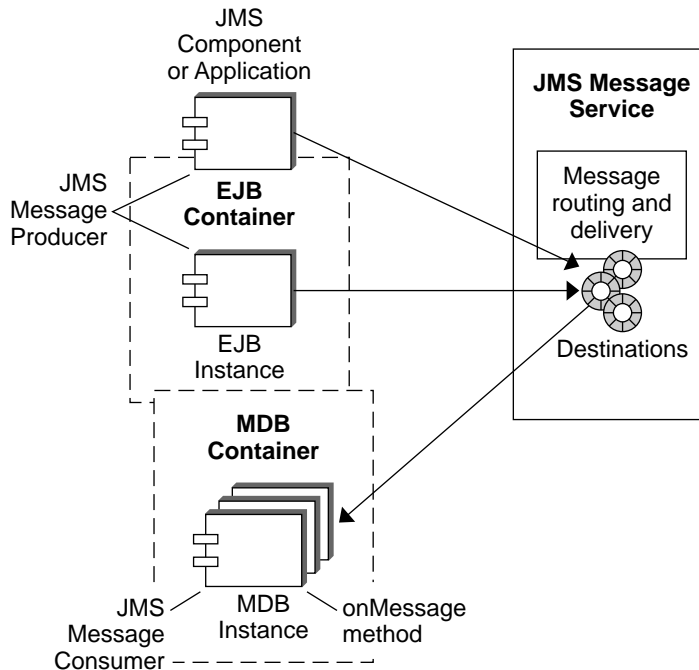 JMS
Component
or Application
JMS Message
Service
Message
routing and
delivery
Destinations
JMS
Message
Producer
EJB
Container
EJB
Instance
MDB
Container
JMS
Message
Consumer
MDB
Instance
onMessage
method